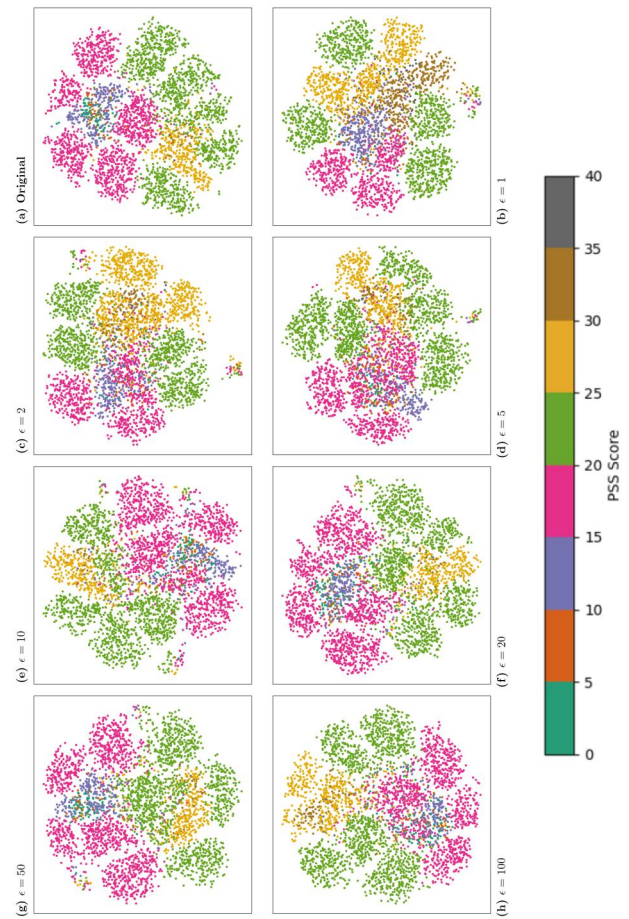 (a) Original
(b) ϵ = 1
(c) ϵ = 2
(d) ϵ = 5
(e) ϵ = 10
(f) ϵ = 20
(g) ϵ = 50
(h) ϵ = 100
40
35
30
25
20
15
10
5
0
PSS Score